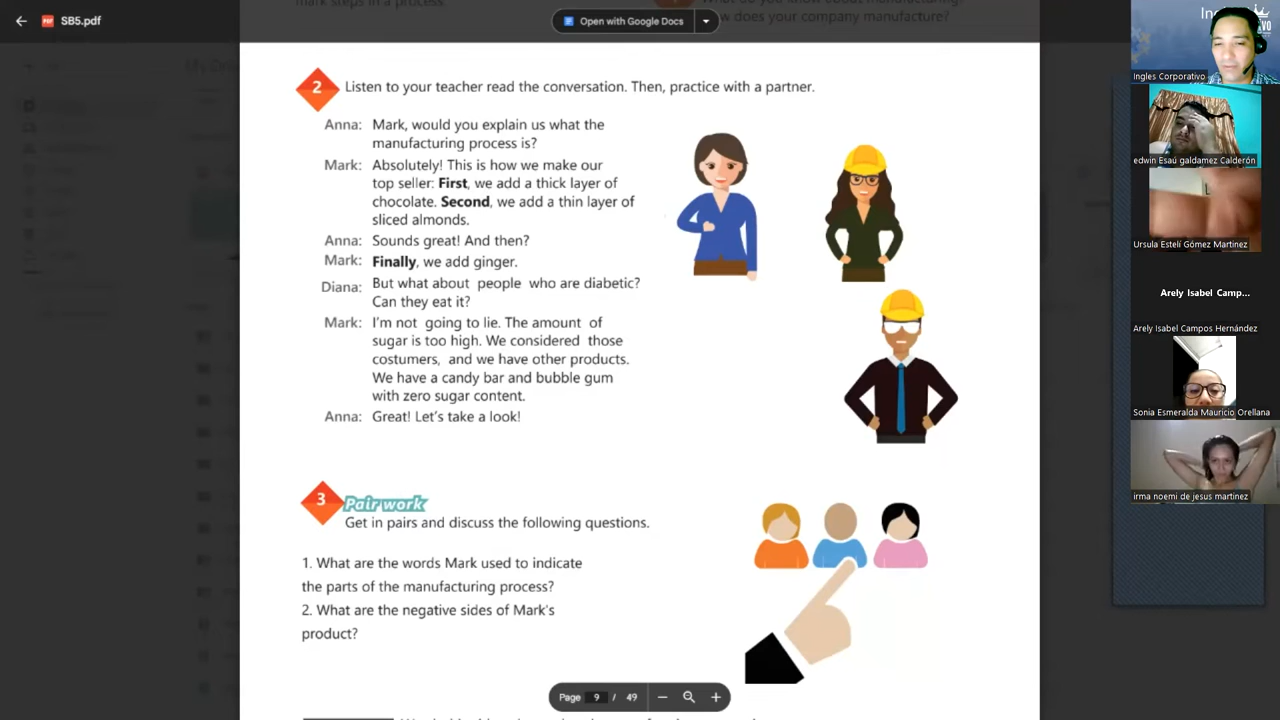 SB5.pdf
Open with Google Docs
Ingles Corporativo
2 Listen to your teacher read the conversation. Then, practice with a partner.
Anna: Mark, would you explain us what the
manufacturing process is?
Mark: Absolutely! This is how we make our
top seller: First, we add a thick layer of
chocolate. Second, we add a thin layer of
sliced almonds.
Anna: Sounds great! And then?
Mark: Finally, we add ginger.
Diana: But what about people who are diabetic?
Can they eat it?
Mark: I'm not going to lie. The amount of
sugar is too high. We considered those
costumers, and we have other products.
We have a candy bar and bubble gum
with zero sugar content.
Anna: Great! Let's take a look!
3 Pair work
Get in pairs and discuss the following questions.
1. What are the words Mark used to indicate
the parts of the manufacturing process?
2. What are the negative sides of Mark's
product?
Page 9 / 49
edwin Esaú galdamez Calderón
Ursula Estelí Gómez Martinez
Arely Isabel Camp...
Arely Isabel Campos Hernández
Sonia Esmeralda Mauricio Orellana
irma noemi de jesus martinez